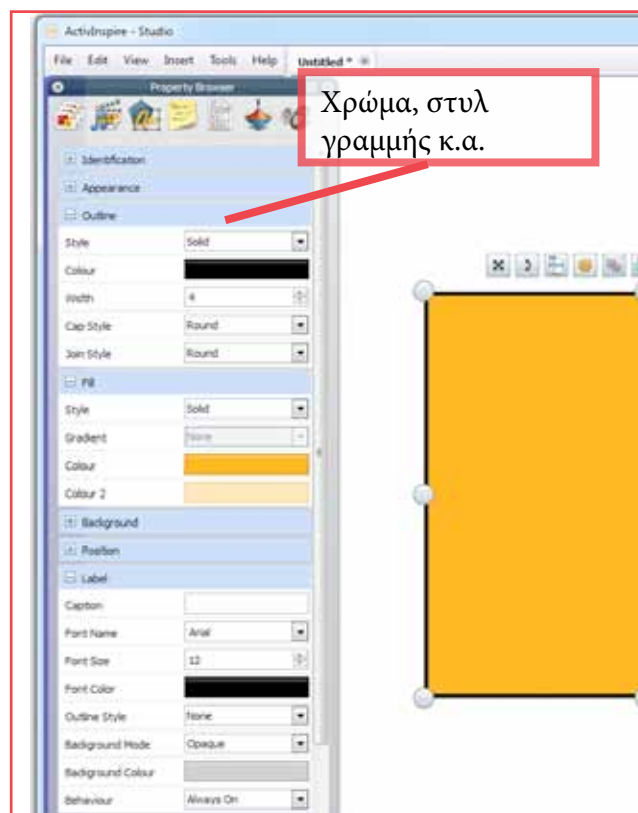 ActivInspire - Studio
File Edit View Insert Tools Help Untitled *
Property Browser
Χρώμα, στυλ
γραμμής κ.α.
Identification
Appearance
Outline
Style Solid
Colour
Width 4
Cap Style Round
Join Style Round
Fill
Style Solid
Gradient None
Colour
Colour 2
Background
Position
Label
Caption
Font Name Arial
Font Size 12
Font Color
Outline Style None
Background Mode Opaque
Background Colour
Behaviour Always On